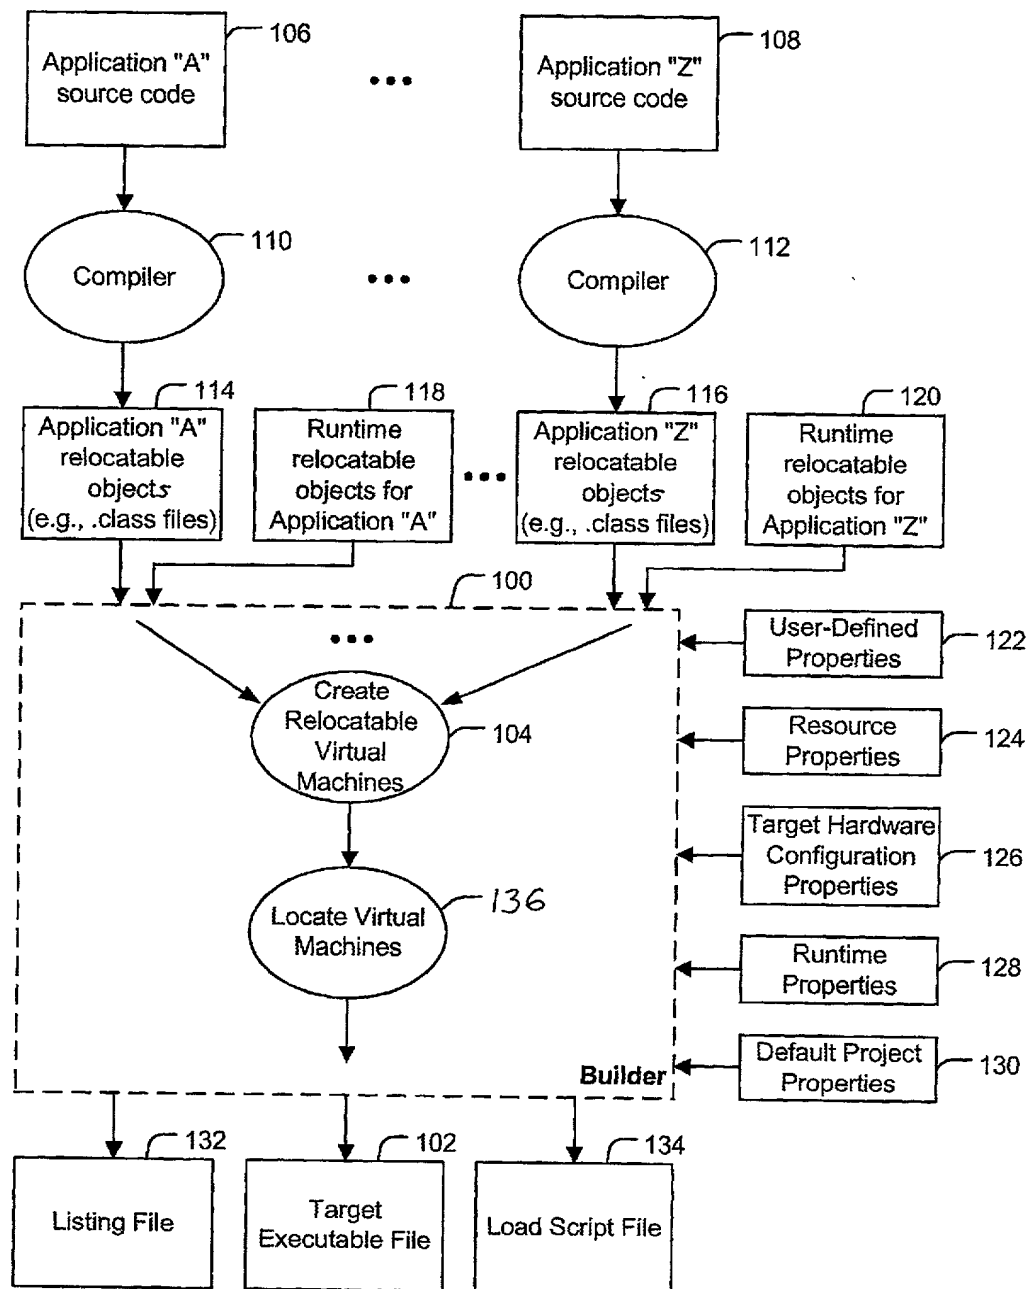 106
Application "A"
source code
108
Application "Z"
source code
110
Compiler
112
Compiler
114
Application "A"
relocatable
objects
(e.g., .class files)
118
Runtime
relocatable
objects for
Application "A"
116
Application "Z"
relocatable
objects
(e.g., .class files)
120
Runtime
relocatable
objects for
Application "Z"
100
Create
Relocatable
Virtual
Machines
104
Locate Virtual
Machines
136
Builder
User-Defined
Properties
122
Resource
Properties
124
Target Hardware
Configuration
Properties
126
Runtime
Properties
128
Default Project
Properties
130
132
Listing File
102
Target
Executable File
134
Load Script File